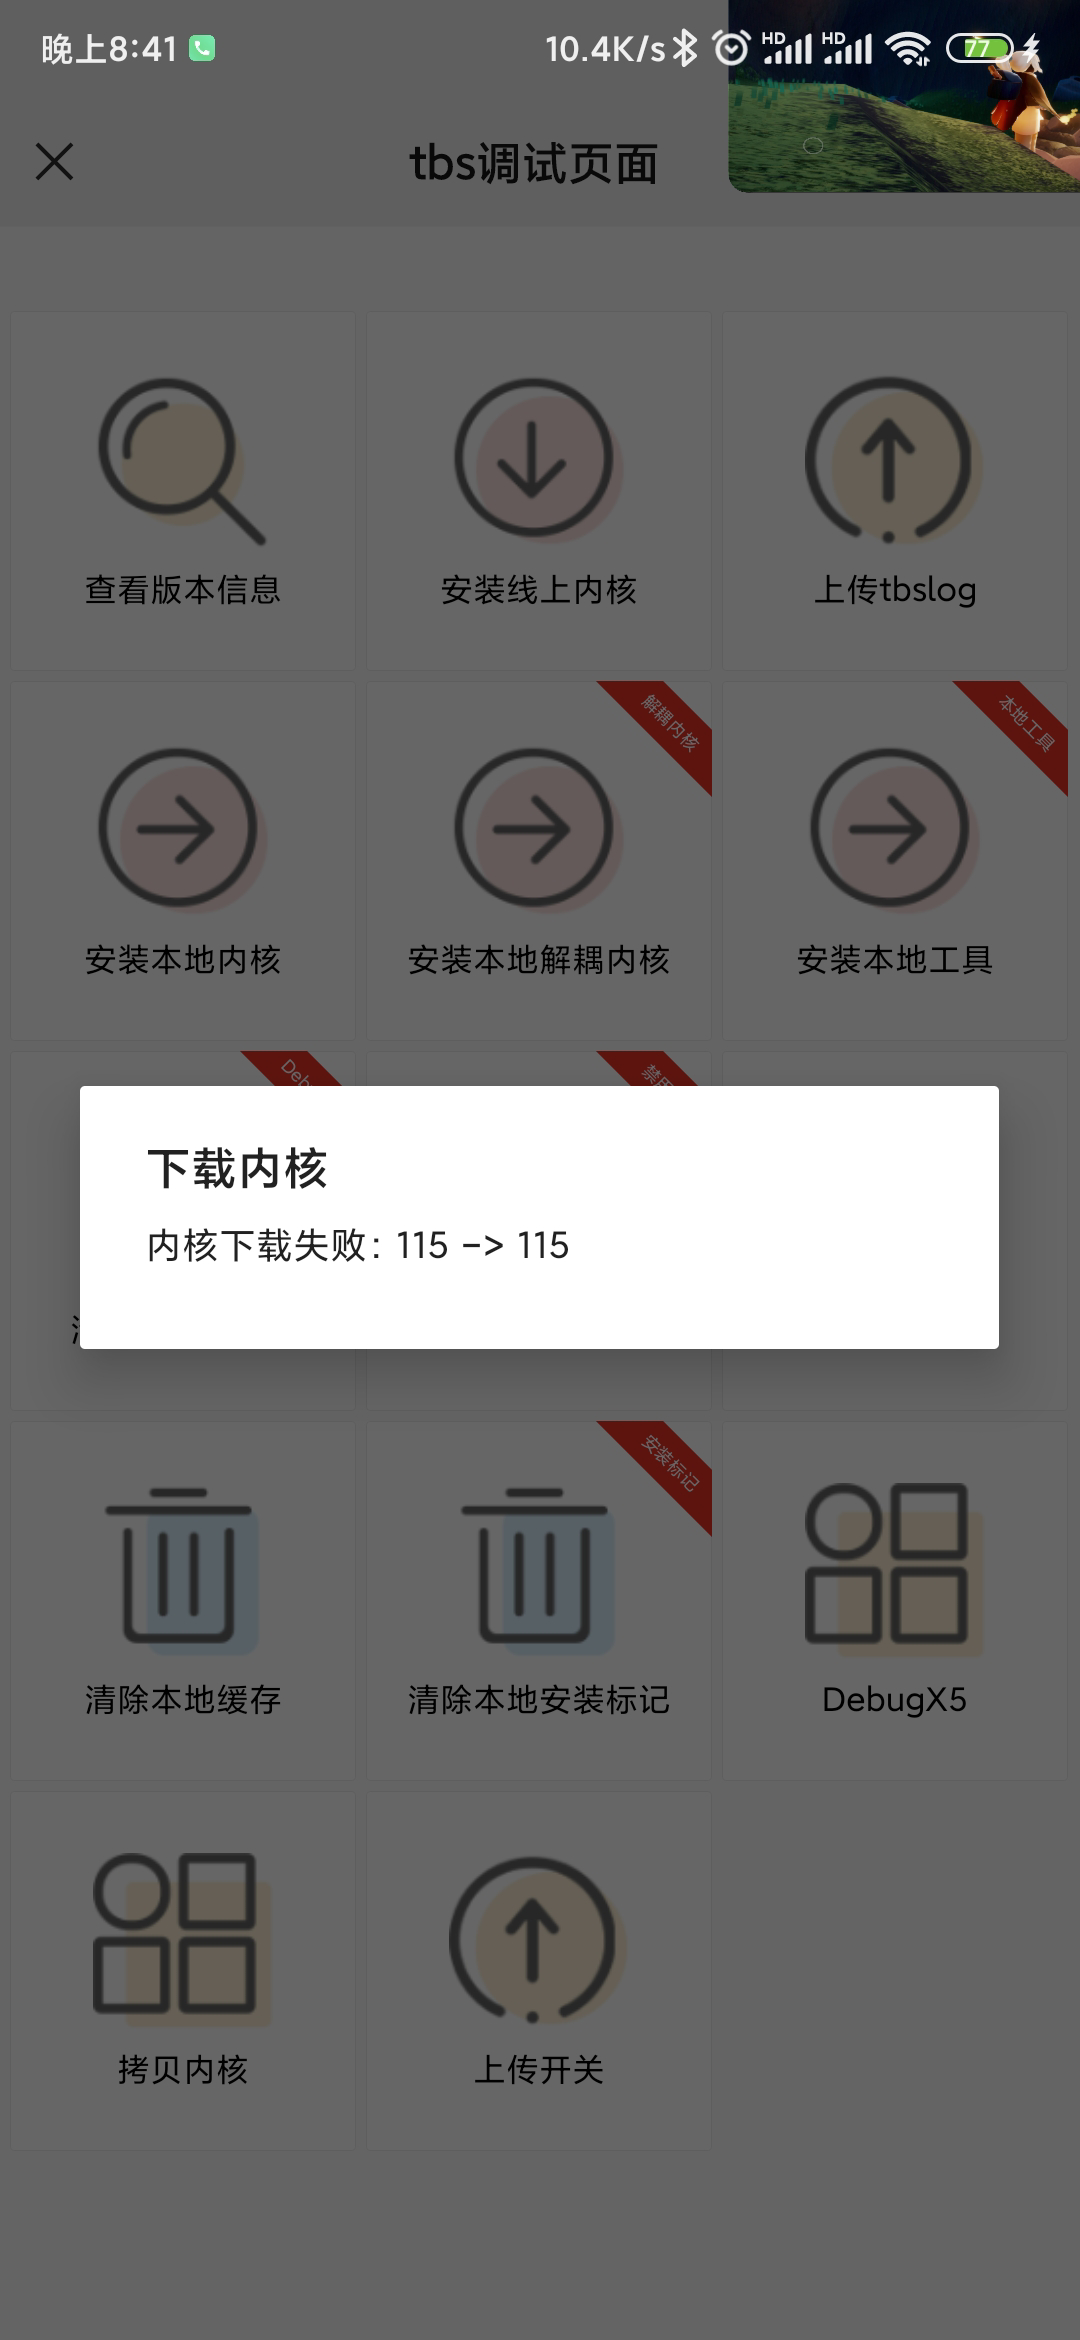 晚上8:41
10.4K/s
HD
HD
77
tbs调试页面
查看版本信息
安装线上内核
上传tbslog
解耦内核
本地工具
安装本地内核
安装本地解耦内核
安装本地工具
Deb
禁用
下载内核
内核下载失败: 115 -> 115
安装标记
清除本地缓存
清除本地安装标记
DebugX5
拷贝内核
上传开关